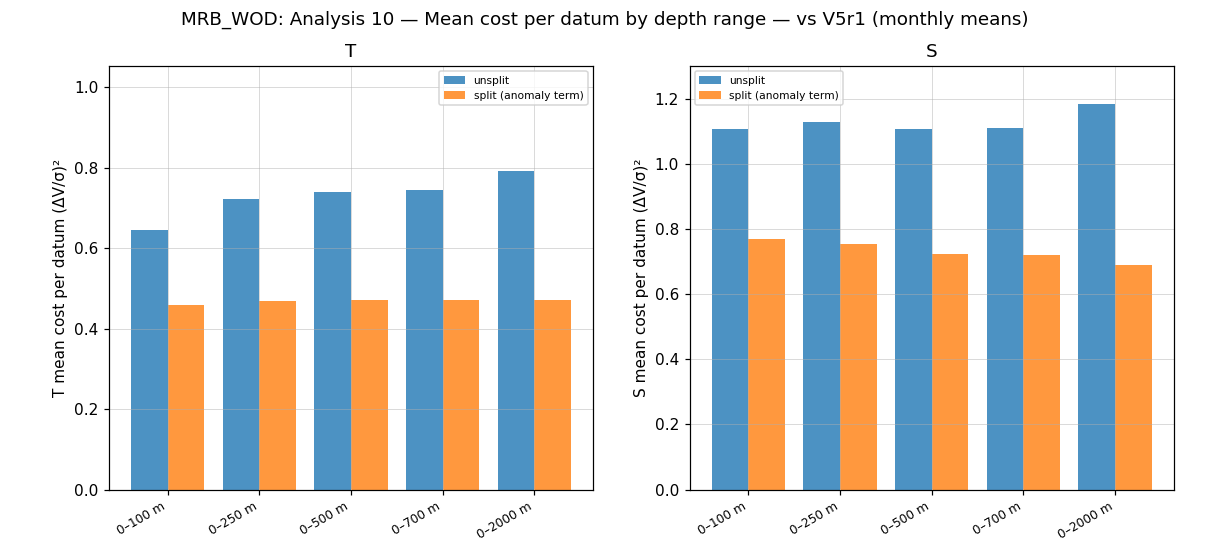 MRB_WOD: Analysis 10 — Mean cost per datum by depth range — vs V5r1 (monthly means)
T
T mean cost per datum (ΔV/σ)²
1.0
0.8
0.6
0.4
0.2
0.0
unsplit
split (anomaly term)
0–100 m
0–250 m
0–500 m
0–700 m
0–2000 m
S
S mean cost per datum (ΔV/σ)²
1.2
1.0
0.8
0.6
0.4
0.2
0.0
unsplit
split (anomaly term)
0–100 m
0–250 m
0–500 m
0–700 m
0–2000 m